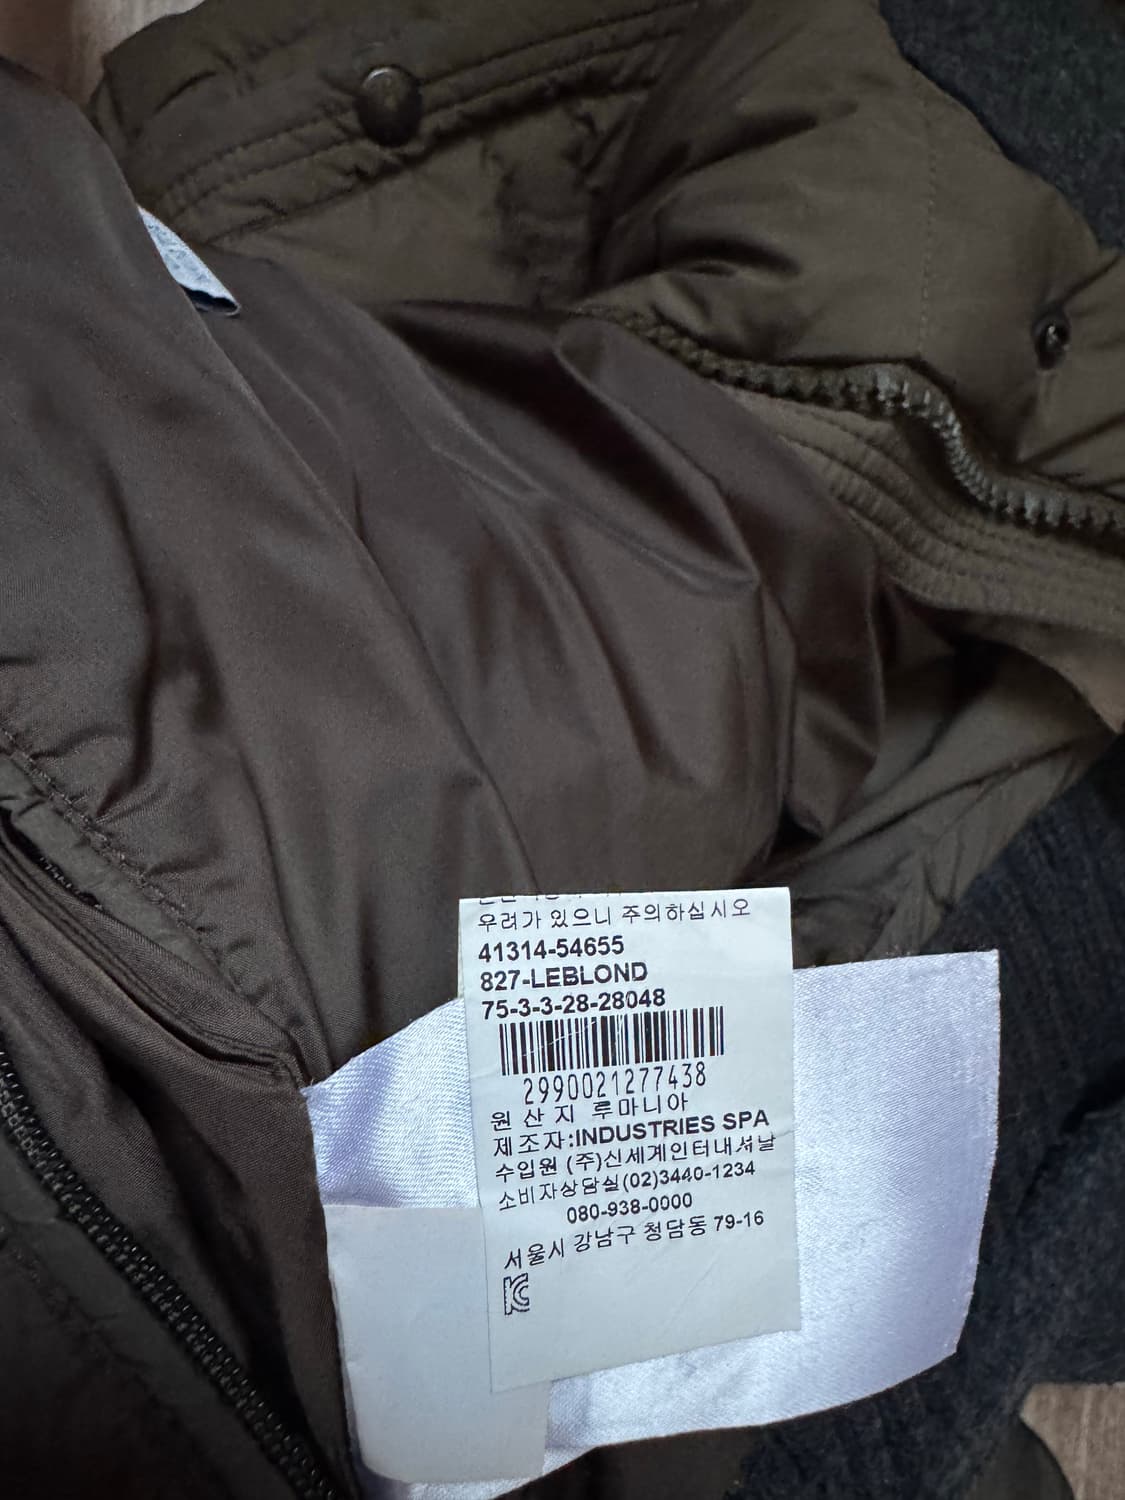 우려가 있으니 주의하십시오
41314-54655
827-LEBLOND
75-3-3-28-28048
2990021277438
원 산 지 루마니아
제조자:INDUSTRIES SPA
수입원 (주)신세계인터내셔날
소비자상담실(02)3440-1234
080-938-0000
서울시 강남구 청담동 79-16
KC